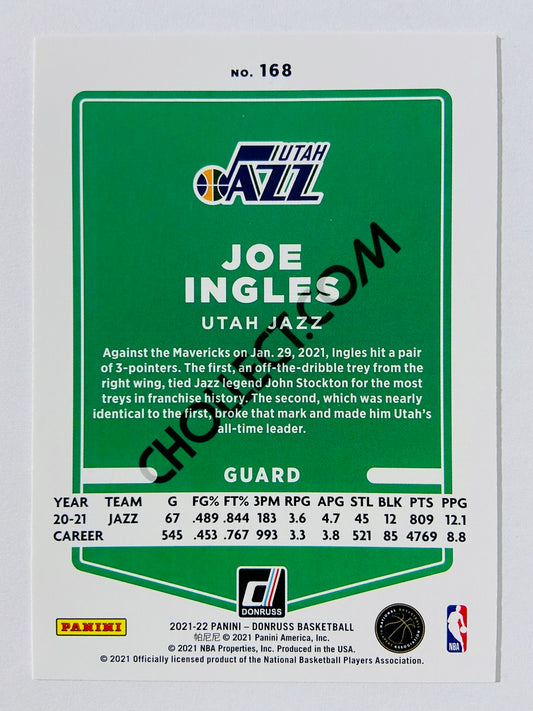 NO. 168
UTAH
JAZZ
JOE
INGLES
UTAH JAZZ
Against the Mavericks on Jan. 29, 2021, Ingles hit a pair
of 3-pointers. The first, an off-the-dribble trey from the
right wing, tied Jazz legend John Stockton for the most
treys in franchise history. The second, which was nearly
identical to the first, broke that mark and made him Utah's
all-time leader.
CHOLLECT.COM
GUARD
YEAR TEAM G FG% FT% 3PM RPG APG STL BLK PTS PPG
20-21 JAZZ 67 .489 .844 183 3.6 4.7 45 12 809 12.1
CAREER 545 .453 .767 993 3.3 3.8 521 85 4769 8.8
DONRUSS
PANINI
2021-22 PANINI – DONRUSS BASKETBALL
帕尼尼 © 2021 Panini America, Inc.
© 2021 NBA Properties, Inc. Produced in the USA.
© 2021 Officially licensed product of the National Basketball Players Association.
NATIONAL BASKETBALL
ASSOCIATION
NBA